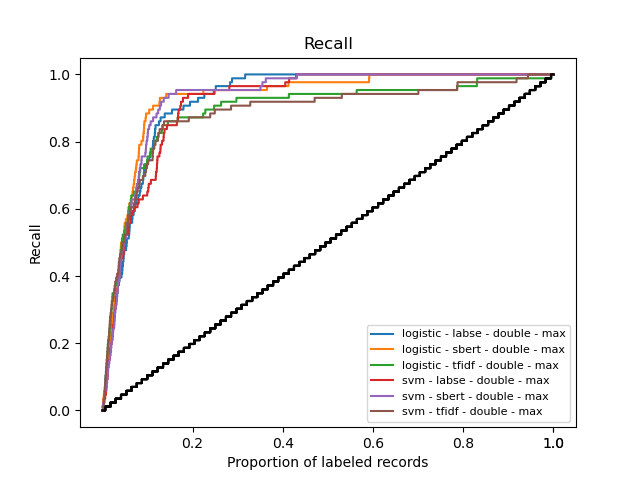 Recall
1.0
0.8
0.6
0.4
0.2
0.0
Recall
logistic - labse - double - max
logistic - sbert - double - max
logistic - tfidf - double - max
svm - labse - double - max
svm - sbert - double - max
svm - tfidf - double - max
0.2 0.4 0.6 0.8 1.0
Proportion of labeled records